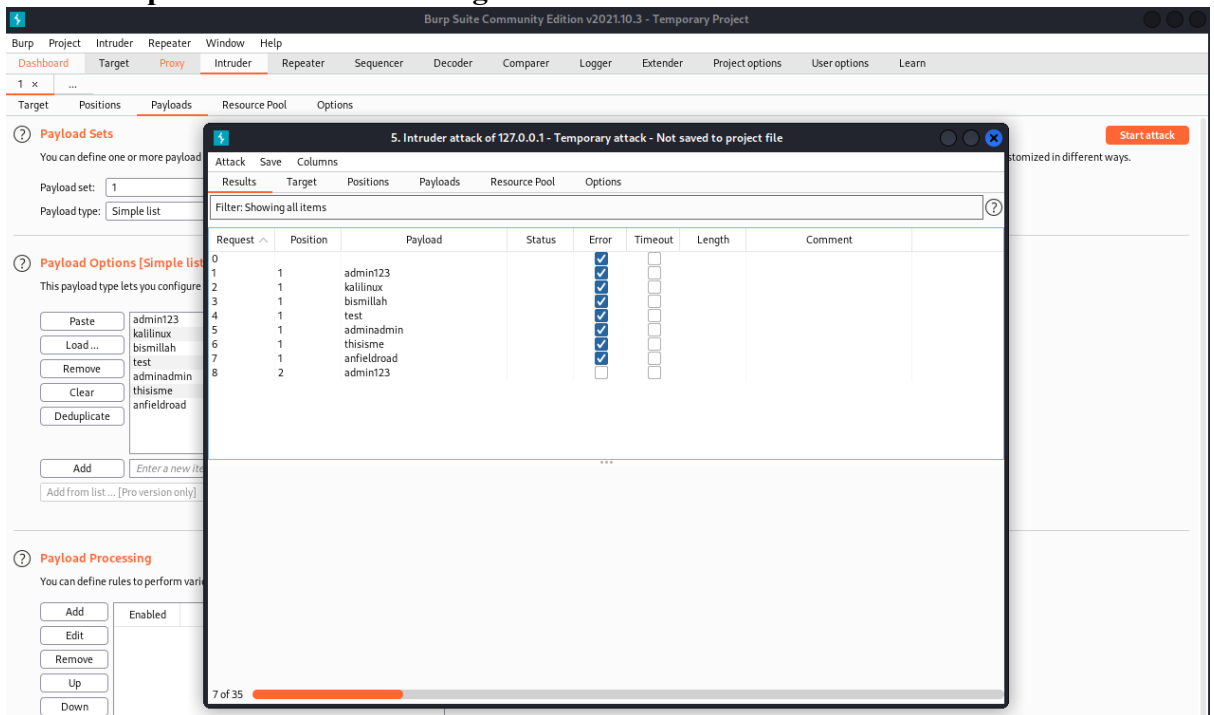 Burp Suite Community Edition v2021.10.3 - Temporary Project
Burp Project Intruder Repeater Window Help
Dashboard Target Proxy Intruder Repeater Sequencer Decoder Comparer Logger Extender Project options User options Learn
1 × ...
Target Positions Payloads Resource Pool Options
Payload Sets
Start attack
You can define one or more payload
stomized in different ways.
Payload set: 1
Payload type: Simple list
Payload Options [Simple list
This payload type lets you configure
Paste
Load ...
Remove
Clear
Deduplicate
admin123
kalilinux
bismillah
test
adminadmin
thisisme
anfieldroad
Add Enter a new ite
Add from list ... [Pro version only]
Payload Processing
You can define rules to perform vari
Add Enabled
Edit
Remove
Up
Down
5. Intruder attack of 127.0.0.1 - Temporary attack - Not saved to project file
Attack Save Columns
Results Target Positions Payloads Resource Pool Options
Filter: Showing all items
Request Position Payload Status Error Timeout Length Comment
0
1 1 admin123
2 1 kalilinux
3 1 bismillah
4 1 test
5 1 adminadmin
6 1 thisisme
7 1 anfieldroad
8 2 admin123
7 of 35